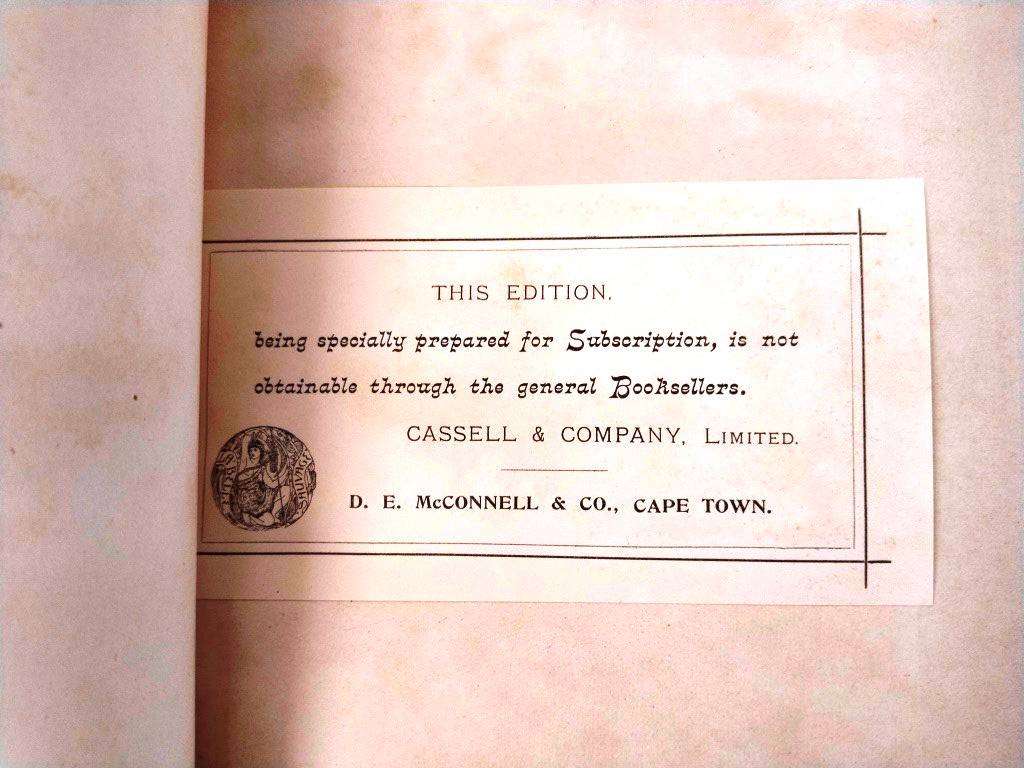 THIS EDITION,
being specially prepared for Subscription, is not
obtainable through the general Booksellers.
CASSELL & COMPANY, LIMITED.
D. E. McCONNELL & CO., CAPE TOWN.